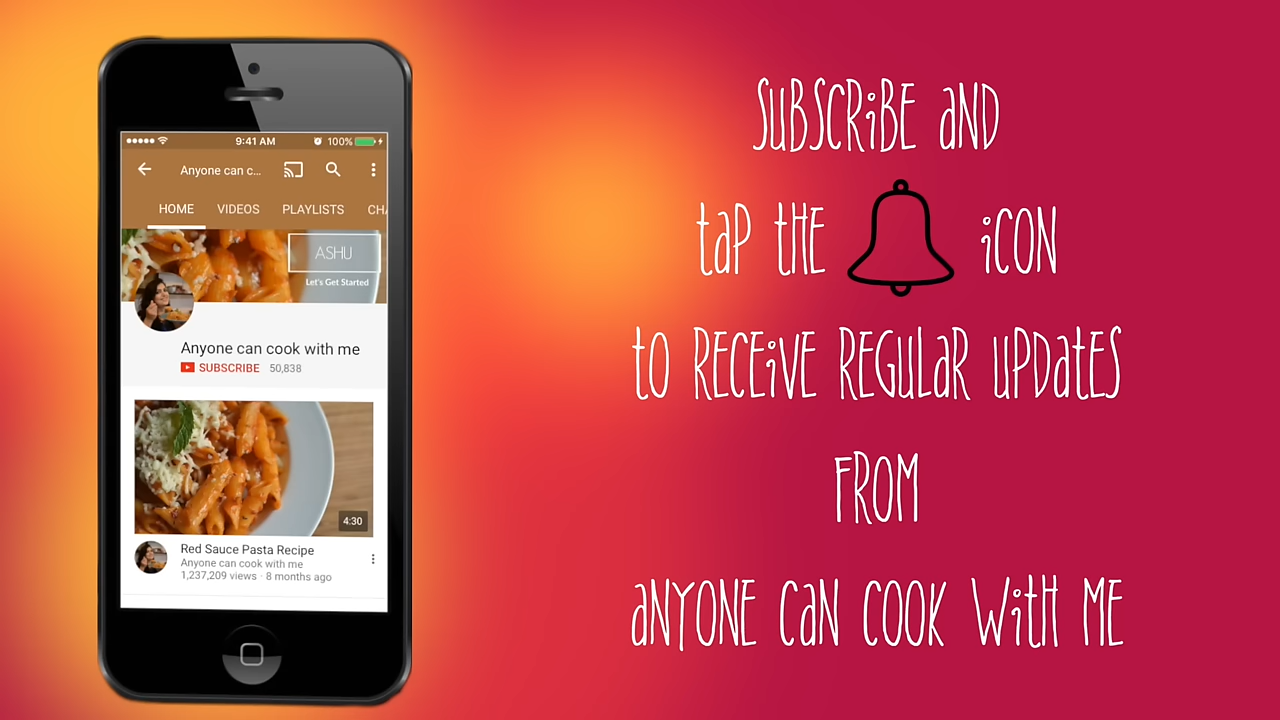 9:41 AM 100%
Anyone can c...
HOME VIDEOS PLAYLISTS CHA
ASHU
Let's Get Started
Anyone can cook with me
SUBSCRIBE 50,838
4:30
Red Sauce Pasta Recipe
Anyone can cook with me
1,237,209 views · 8 months ago
SUBSCRiBE aND
taP tHE iCON
tO RECEiVE REGULaR UPDatES
FROM
aNYONE CaN COOK WitH ME